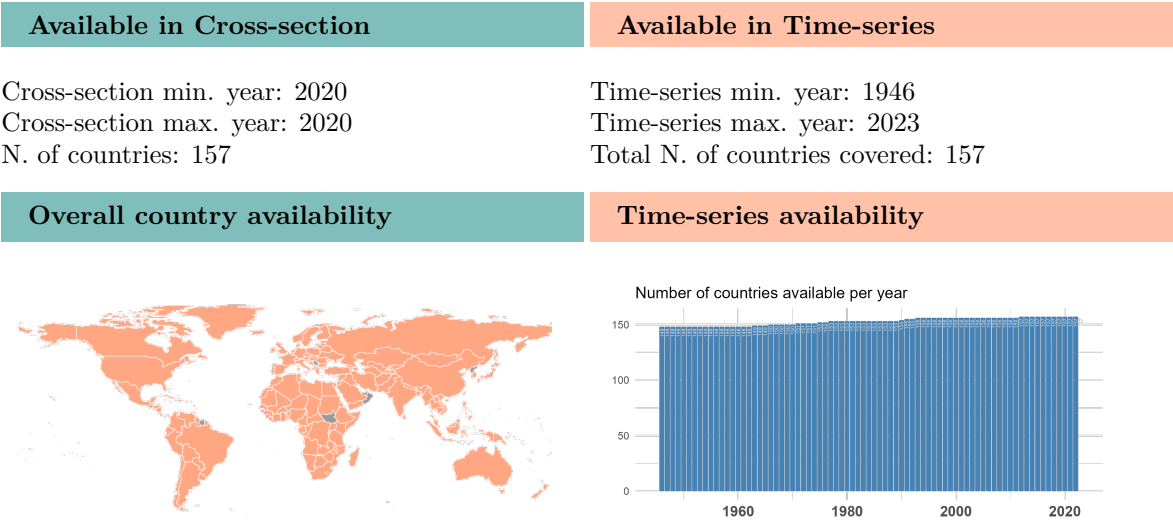 Available in Cross-section
Available in Time-series
Cross-section min. year: 2020
Cross-section max. year: 2020
N. of countries: 157
Time-series min. year: 1946
Time-series max. year: 2023
Total N. of countries covered: 157
Overall country availability
Time-series availability
Number of countries available per year
150
100
50
0
1960 1980 2000 2020